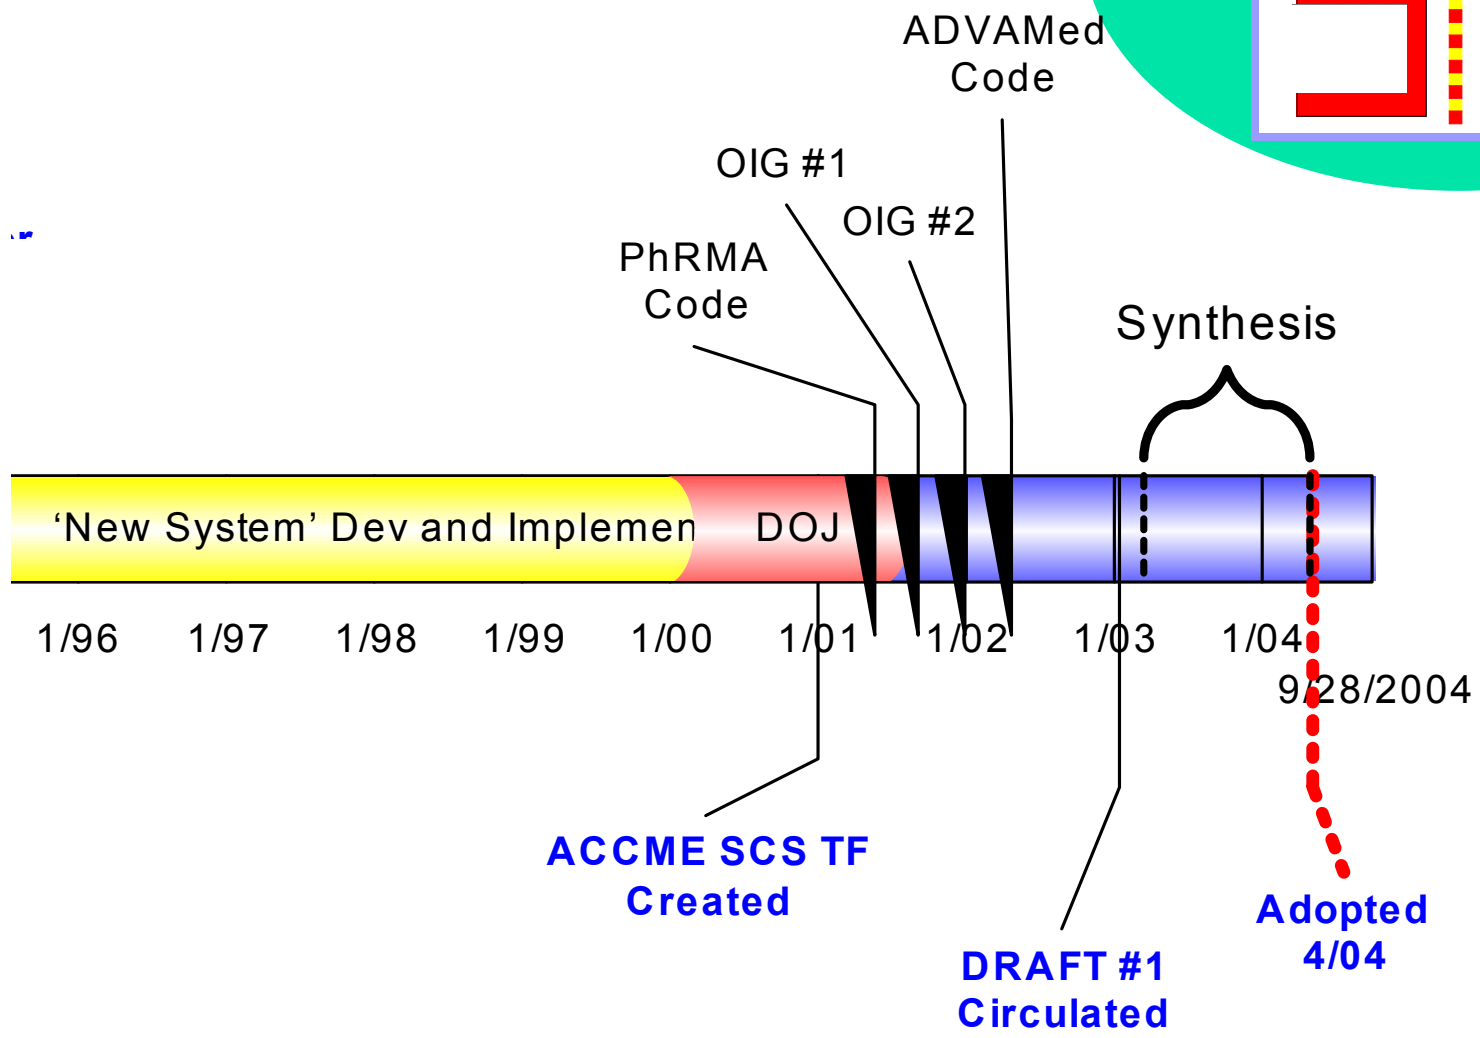 ADVAMed
Code
OIG #1
OIG #2
PhRMA
Code
Synthesis
‘New System’ Dev and Implemen
DOJ
1/96
1/97
1/98
1/99
1/00
1/01
1/02
1/03
1/04
9/28/2004
ACCME SCS TF
Created
DRAFT #1
Circulated
Adopted
4/04